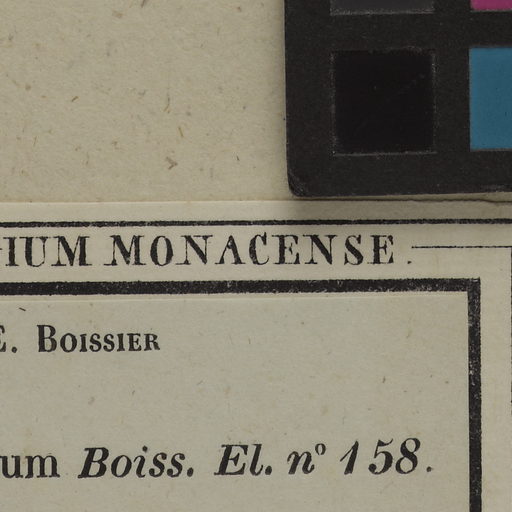 IUM MONACENSE.
E. BOISSIER
um Boiss. El. nº 158.